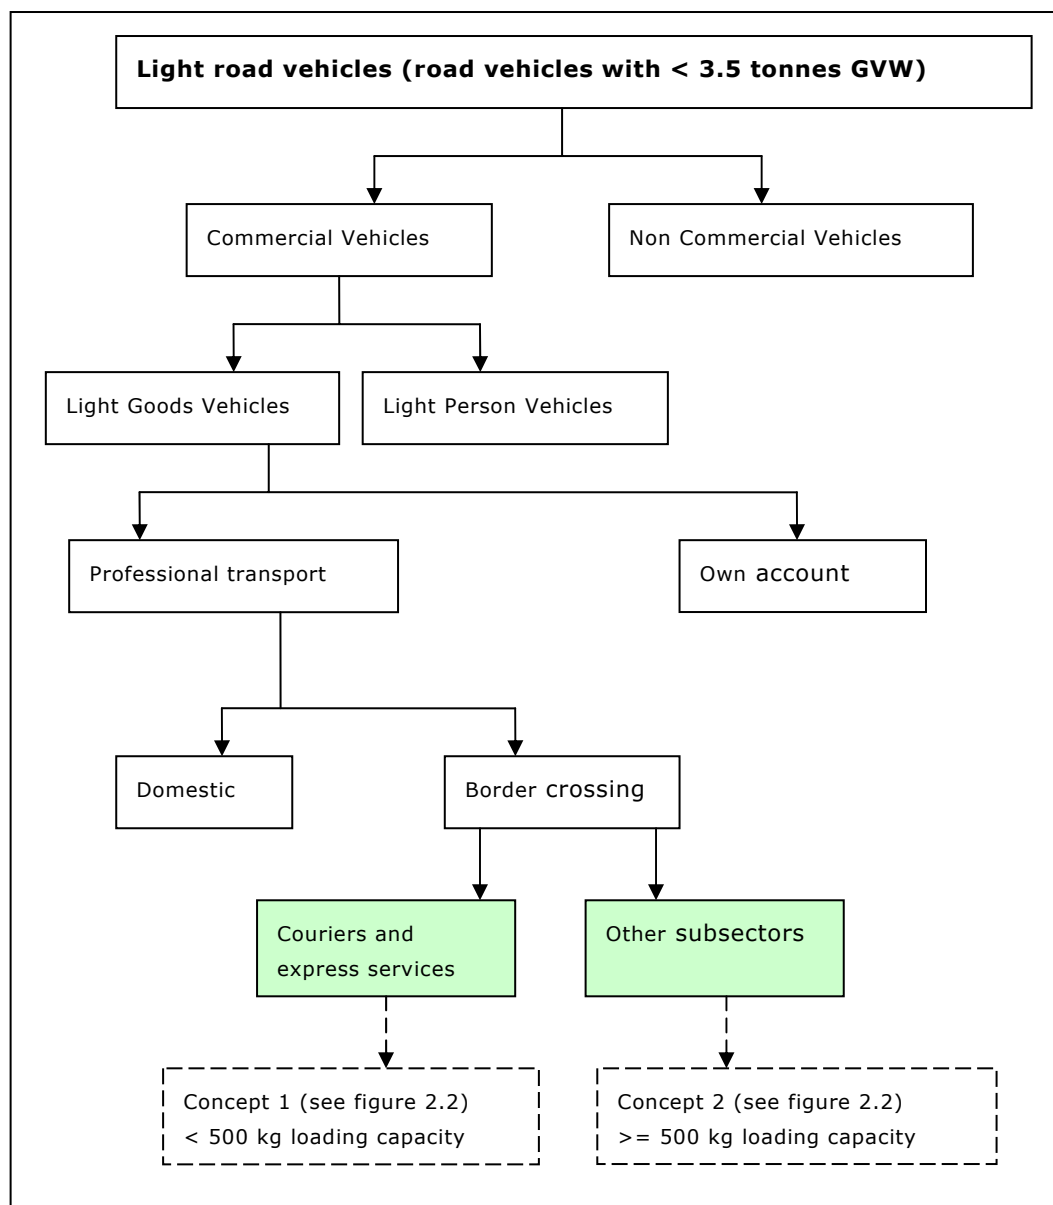 Light road vehicles (road vehicles with < 3.5 tonnes GVW)
Commercial Vehicles
Non Commercial Vehicles
Light Goods Vehicles
Light Person Vehicles
Professional transport
Own account
Domestic
Border crossing
Couriers and
express services
Other subsectors
Concept 1 (see figure 2.2)
< 500 kg loading capacity
Concept 2 (see figure 2.2)
>= 500 kg loading capacity